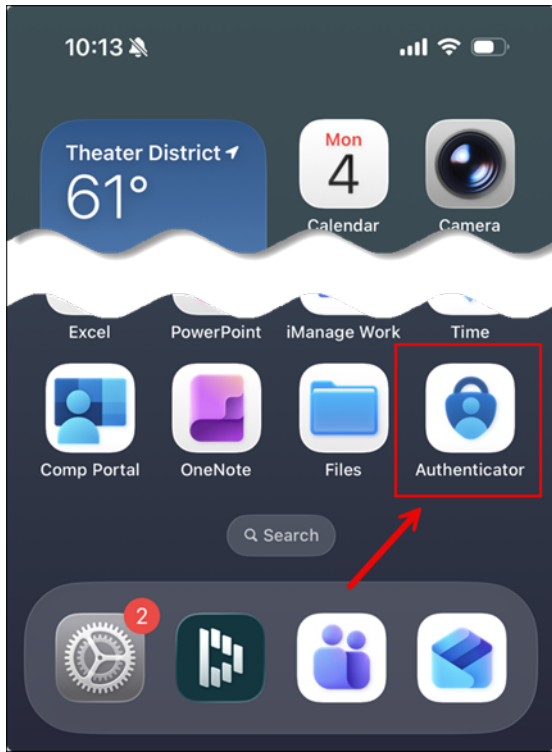 10:13
Theater District
61°
Mon
4
Calendar
Camera
Excel
PowerPoint
iManage Work
Time
Comp Portal
OneNote
Files
Authenticator
Search
2